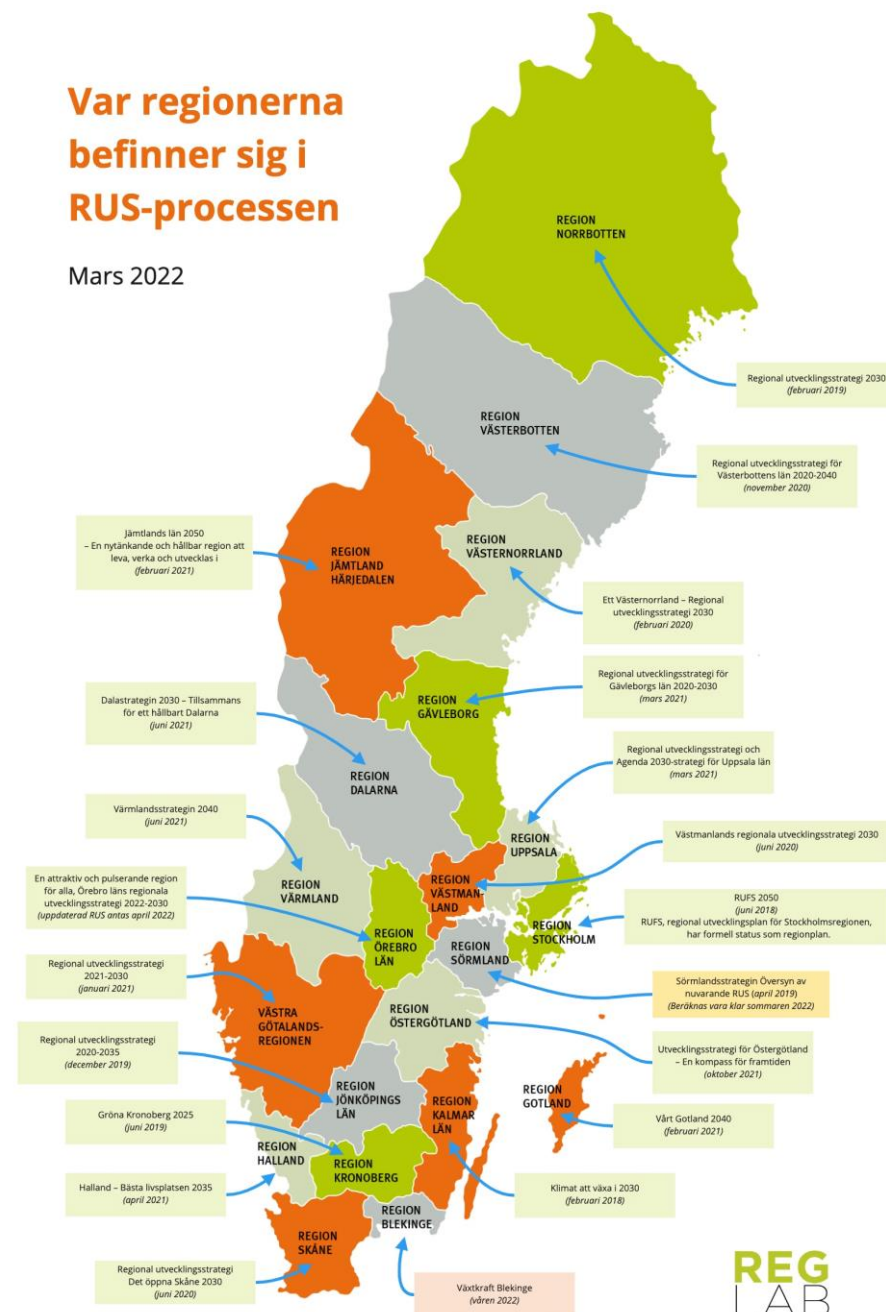 Var regionerna
befinner sig i
RUS-processen
Mars 2022
REGION
NORRBOTTEN
Regional utvecklingsstrategi 2030
(februari 2019)
REGION
VÄSTERBOTTEN
Regional utvecklingsstrategi för
Västerbottens län 2020-2040
(november 2020)
Jämtlands län 2050
– En nytänkande och hållbar region att
leva, verka och utvecklas i
(februari 2021)
REGION
JÄMTLAND
HÄRJEDALEN
REGION
VÄSTERNORRLAND
Ett Västernorrland – Regional
utvecklingsstrategi 2030
(februari 2020)
Dalastrategin 2030 – Tillsammans
för ett hållbart Dalarna
(juni 2021)
REGION
GÄVLEBORG
Regional utvecklingsstrategi för
Gävleborgs län 2020-2030
(mars 2021)
REGION
DALARNA
Regional utvecklingsstrategi och
Agenda 2030-strategi för Uppsala län
(mars 2021)
Värmlandsstrategin 2040
(juni 2021)
REGION
UPPSALA
Västmanlands regionala utvecklingsstrategi 2030
(juni 2020)
En attraktiv och pulserande region
för alla, Örebro läns regionala
utvecklingsstrategi 2022-2030
(uppdaterad RUS antas april 2022)
REGION
VÄRMLAND
REGION
VÄSTMAN-
LAND
REGION
ÖREBRO
LÄN
REGION
STOCKHOLM
RUFS 2050
(juni 2018)
RUFS, regional utvecklingsplan för Stockholmsregionen,
har formell status som regionplan.
REGION
SÖRMLAND
Regional utvecklingsstrategi
2021-2030
(januari 2021)
Sörmlandsstrategin Översyn av
nuvarande RUS (april 2019)
(Beräknas vara klar sommaren 2022)
VÄSTRA
GÖTALANDS-
REGIONEN
REGION
ÖSTERGÖTLAND
Regional utvecklingsstrategi
2020-2035
(december 2019)
Utvecklingsstrategi för Östergötland
– En kompass för framtiden
(oktober 2021)
REGION
JÖNKÖPINGS
LÄN
REGION
KALMAR
LÄN
REGION
GOTLAND
Gröna Kronoberg 2025
(juni 2019)
Vårt Gotland 2040
(februari 2021)
REGION
HALLAND
REGION
KRONOBERG
Halland – Bästa livsplatsen 2035
(april 2021)
Klimat att växa i 2030
(februari 2018)
REGION
BLEKINGE
REGION
SKÅNE
Regional utvecklingsstrategi
Det öppna Skåne 2030
(juni 2020)
Växtkraft Blekinge
(våren 2022)
REG
LAB